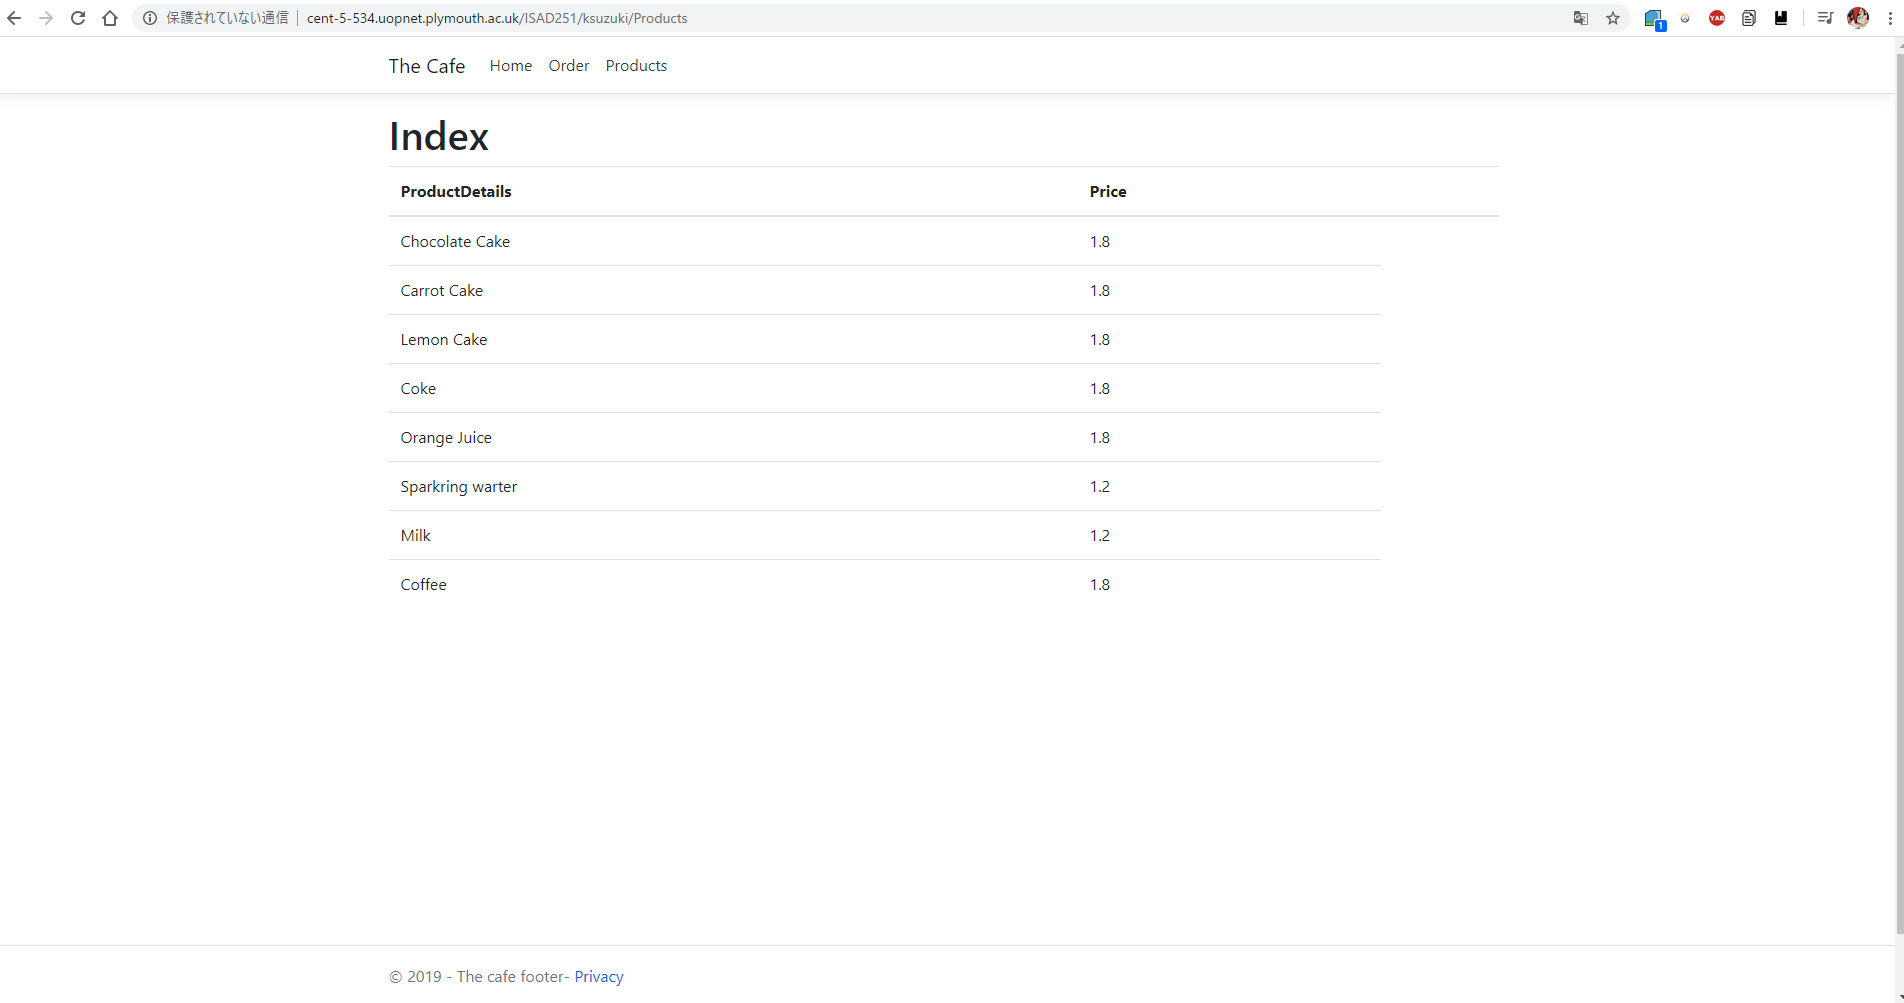 保護されていない通信 cent-5-534.uopnet.plymouth.ac.uk/ISAD251/ksuzuki/Products 1 YAB
The Cafe Home Order Products
Index
ProductDetails Price
Chocolate Cake 1.8
Carrot Cake 1.8
Lemon Cake 1.8
Coke 1.8
Orange Juice 1.8
Sparkring warter 1.2
Milk 1.2
Coffee 1.8
© 2019 - The cafe footer- Privacy